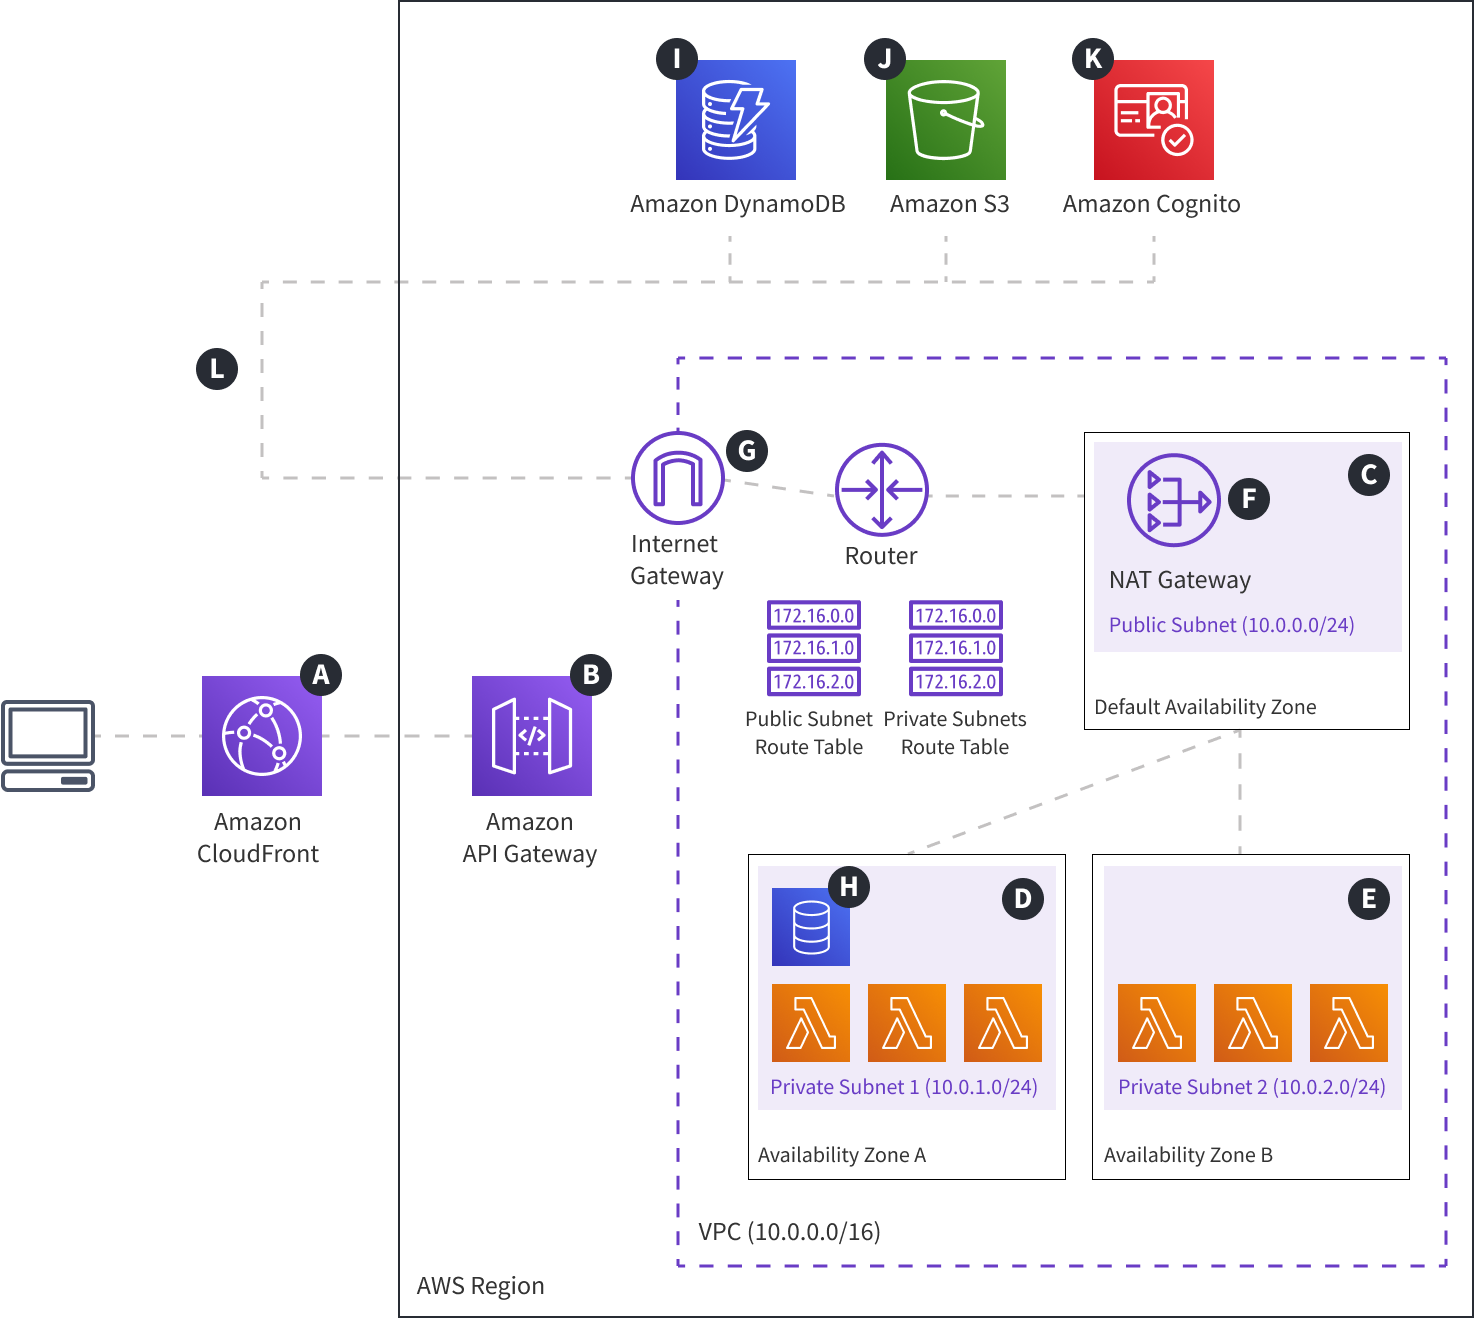 I
J
K
Amazon DynamoDB
Amazon S3
Amazon Cognito
L
G
C
F
Internet
Gateway
Router
NAT Gateway
Public Subnet (10.0.0.0/24)
Default Availability Zone
172.16.0.0
172.16.1.0
172.16.2.0
172.16.0.0
172.16.1.0
172.16.2.0
Public Subnet
Route Table
Private Subnets
Route Table
A
B
</>
Amazon
CloudFront
Amazon
API Gateway
H
D
E
Private Subnet 1 (10.0.1.0/24)
Private Subnet 2 (10.0.2.0/24)
Availability Zone A
Availability Zone B
VPC (10.0.0.0/16)
AWS Region